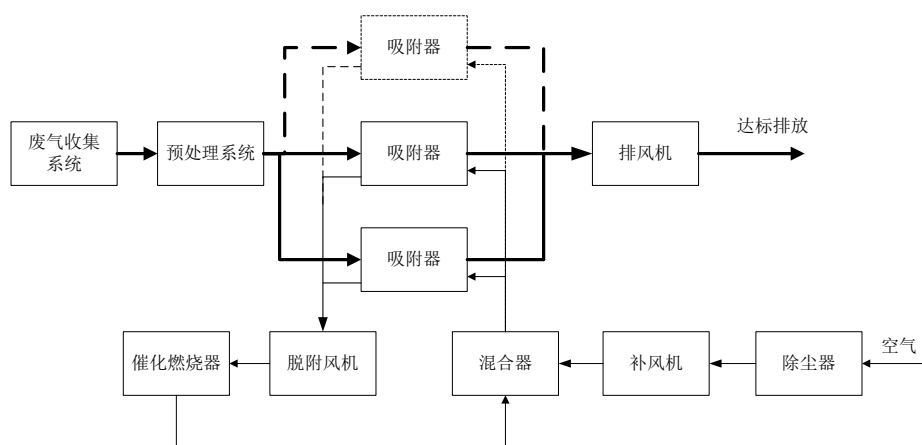 吸附器
废气收集
系统
预处理系统
吸附器
排风机
达标排放
吸附器
催化燃烧器
脱附风机
混合器
补风机
除尘器
空气